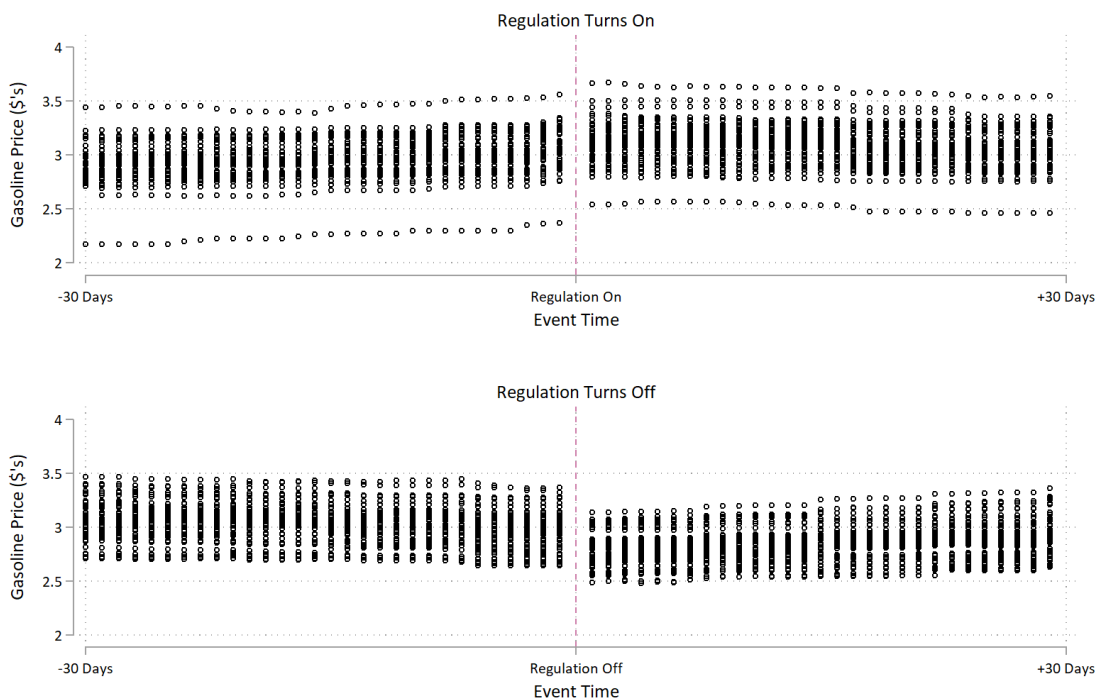 Regulation Turns On
Gasoline Price ($'s)
4
3.5
3
2.5
2
-30 Days
Regulation On
+30 Days
Event Time
Regulation Turns Off
Gasoline Price ($'s)
4
3.5
3
2.5
2
-30 Days
Regulation Off
+30 Days
Event Time